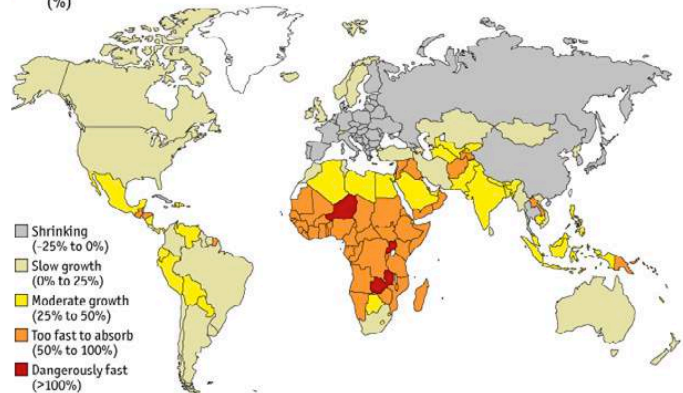 (%)
Shrinking
(-25% to 0%)
Slow growth
(0% to 25%)
Moderate growth
(25% to 50%)
Too fast to absorb
(50% to 100%)
Dangerously fast
(>100%)